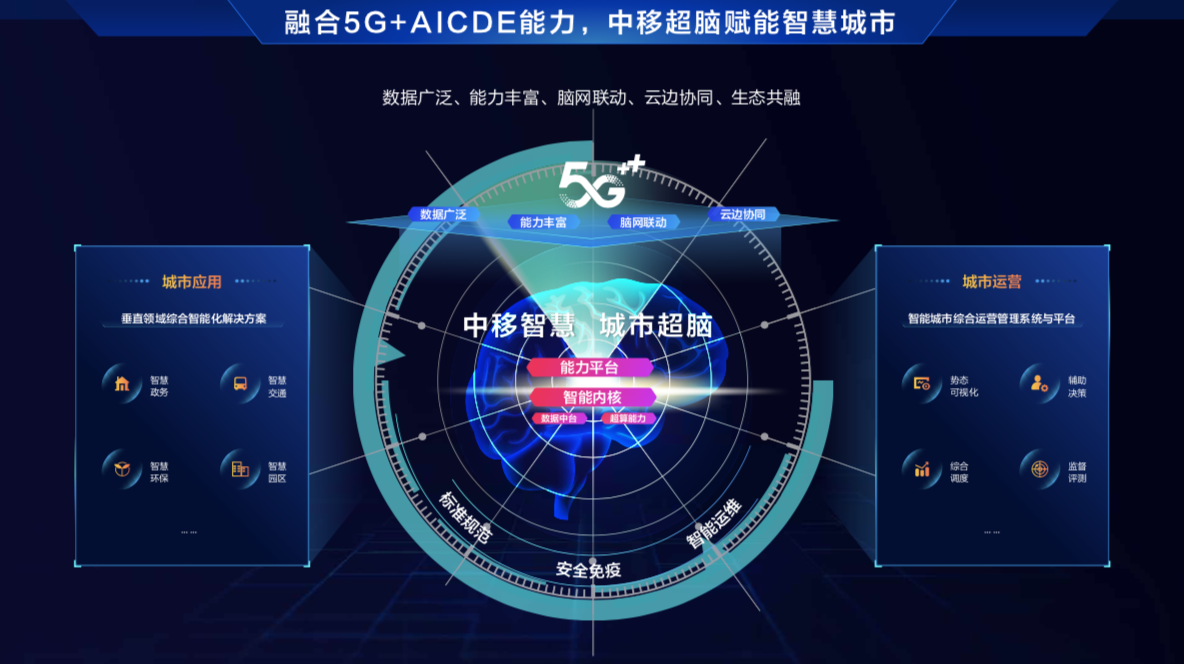 融合5G+AICDE能力，中移超脑赋能智慧城市
数据广泛、能力丰富、脑网联动、云边协同、生态共融
5G++
数据广泛
能力丰富
脑网联动
云边协同
城市应用
垂直领域综合智能化解决方案
智慧
政务
智慧
交通
智慧
环保
智慧
园区
... ...
中移智慧 城市超脑
能力平台
智能内核
数据中台
超算能力
标准规范
安全免疫
智能运维
城市运营
智能城市综合运营管理系统与平台
势态
可视化
辅助
决策
综合
调度
监督
评测
... ...